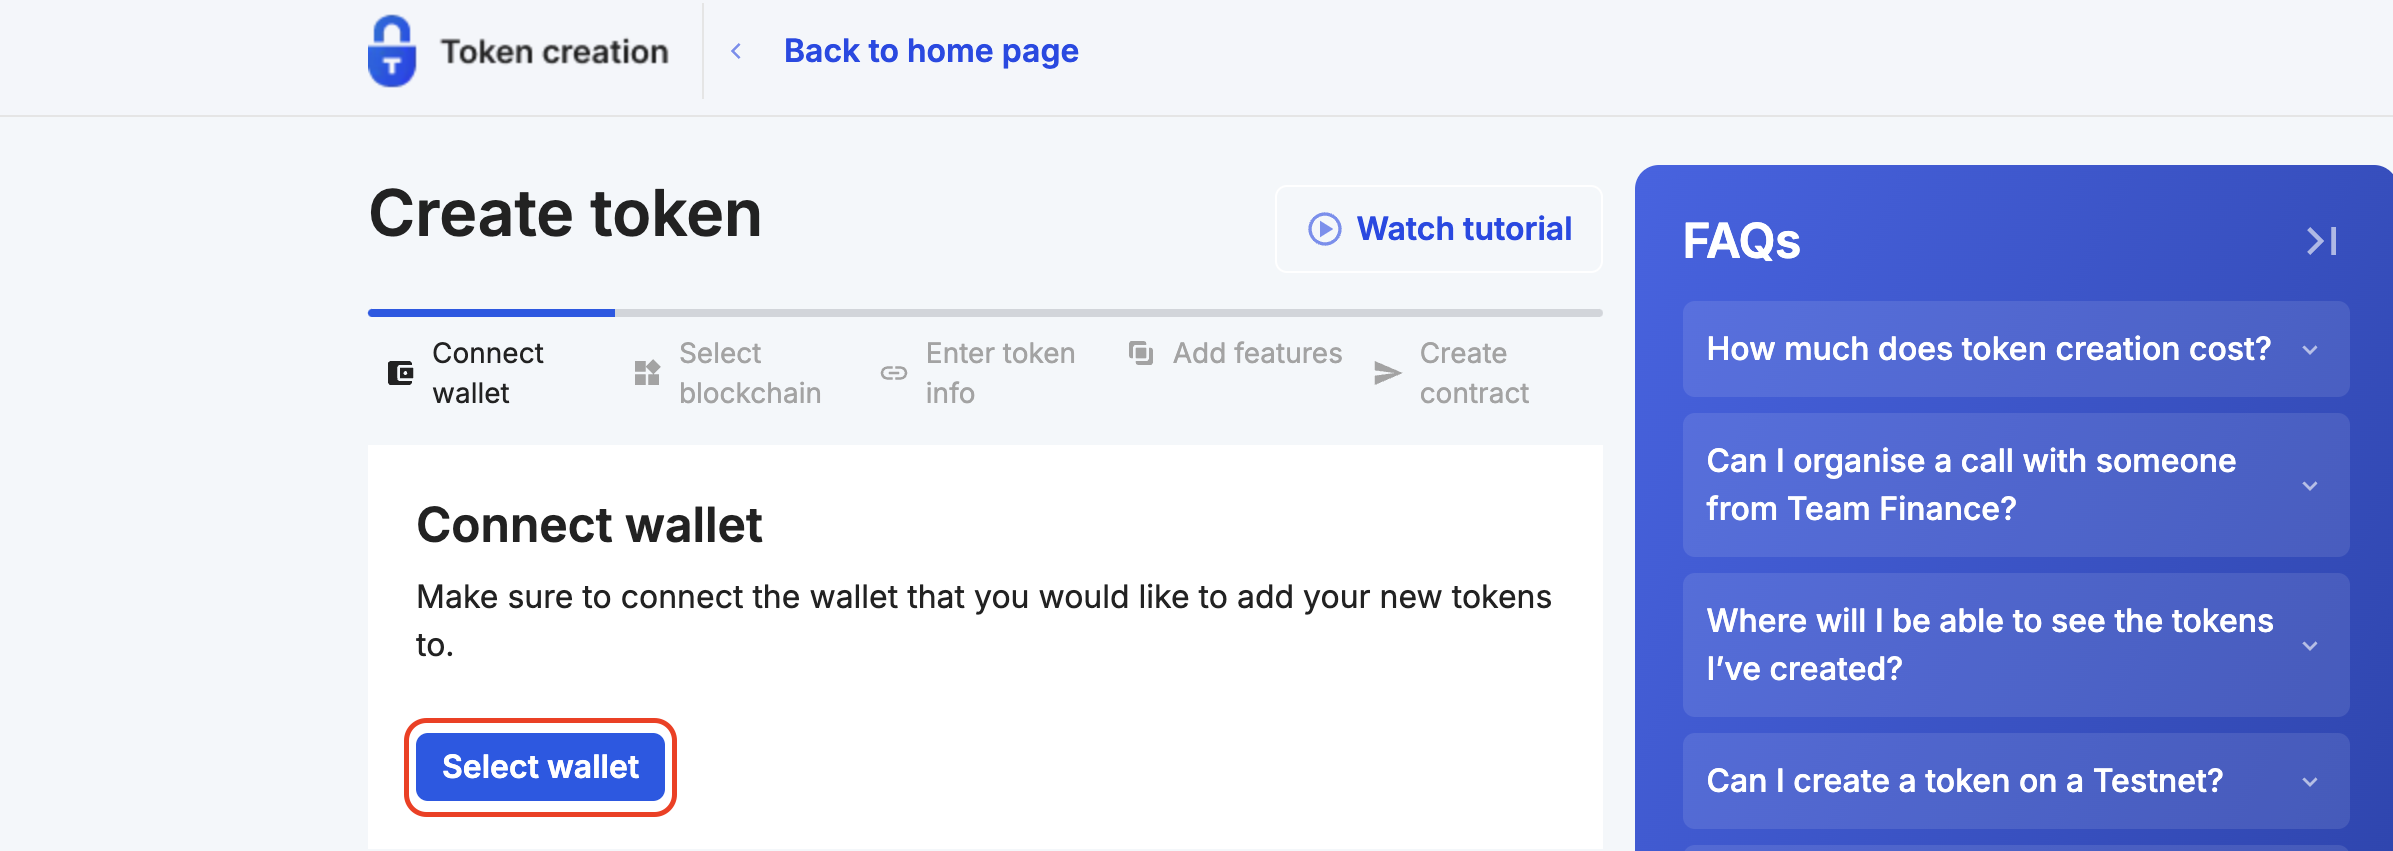 Token creation
Back to home page
Create token
Watch tutorial
Connect
wallet
Select
blockchain
Enter token
info
Add features
Create
contract
Connect wallet
Make sure to connect the wallet that you would like to add your new tokens
to.
Select wallet
FAQs
How much does token creation cost?
Can I organise a call with someone
from Team Finance?
Where will I be able to see the tokens
I’ve created?
Can I create a token on a Testnet?